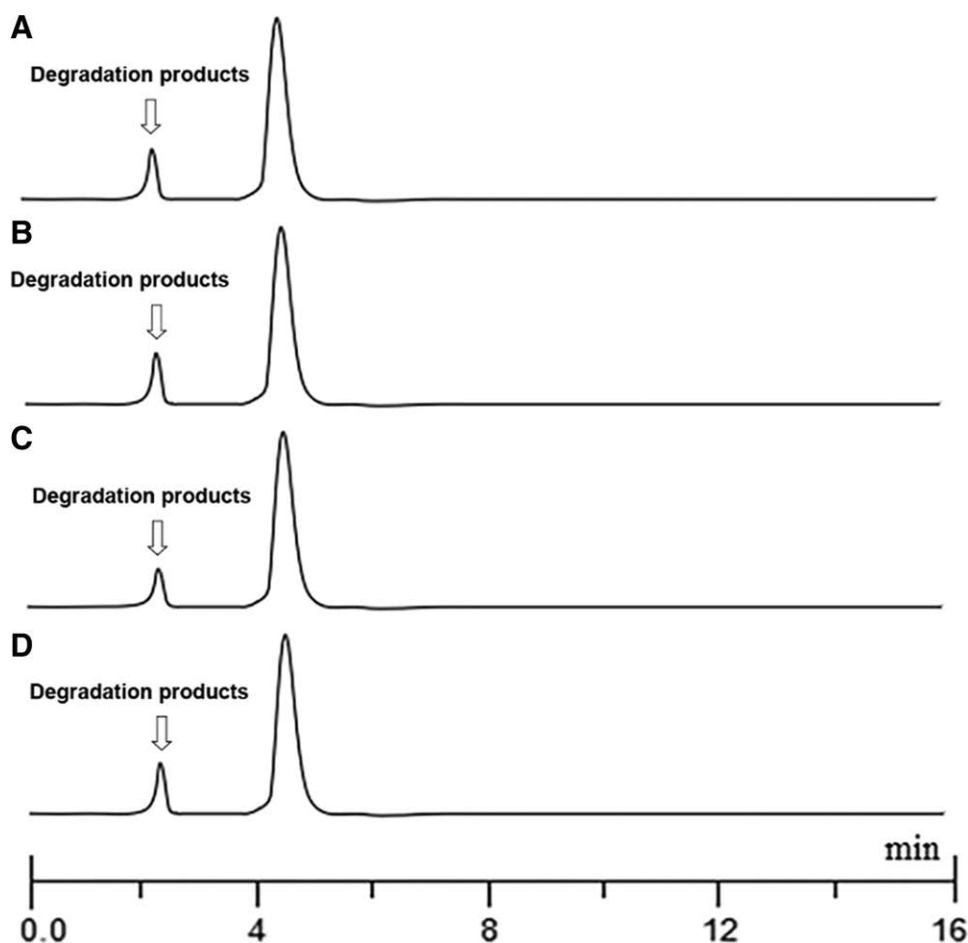 A
Degradation products
B
Degradation products
C
Degradation products
D
Degradation products
min
0.0 4 8 12 16